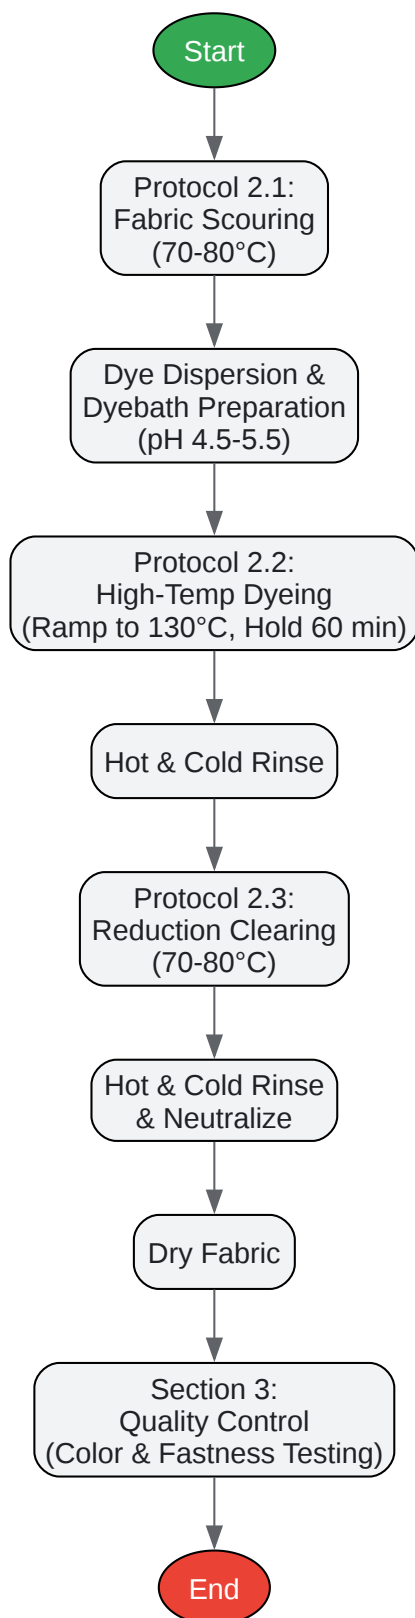 Start
Protocol 2.1:
Fabric Scouring
(70-80°C)
Dye Dispersion &
Dyebath Preparation
(pH 4.5-5.5)
Protocol 2.2:
High-Temp Dyeing
(Ramp to 130°C, Hold 60 min)
Hot & Cold Rinse
Protocol 2.3:
Reduction Clearing
(70-80°C)
Hot & Cold Rinse
& Neutralize
Dry Fabric
Section 3:
Quality Control
(Color & Fastness Testing)
End